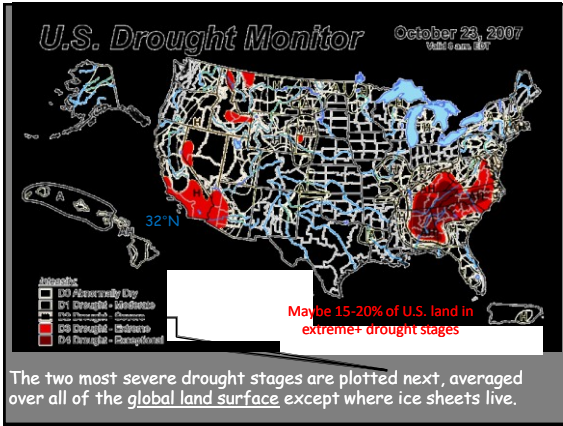 U.S. Drought Monitor
October 23, 2007
Valid 8 a.m. EDT
A
32°N
H
Intensity:
D0 Abnormally Dry
D1 Drought - Moderate
D2 Drought - Severe
D3 Drought - Extreme
D4 Drought - Exceptional
Maybe 15-20% of U.S. land in
extreme+ drought stages
The two most severe drought stages are plotted next, averaged
over all of the global land surface except where ice sheets live.